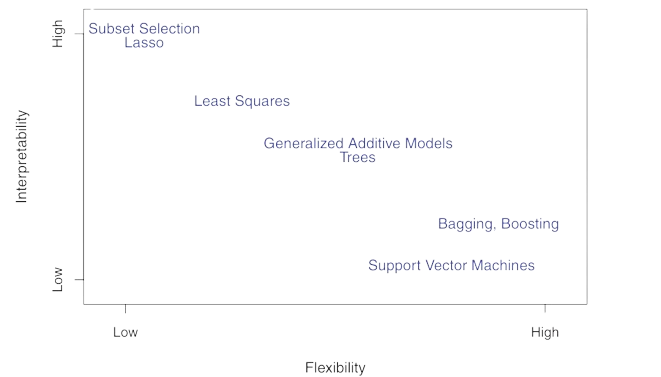 High
Interpretability
Low
Subset Selection
Lasso
Least Squares
Generalized Additive Models
Trees
Bagging, Boosting
Support Vector Machines
Low
High
Flexibility